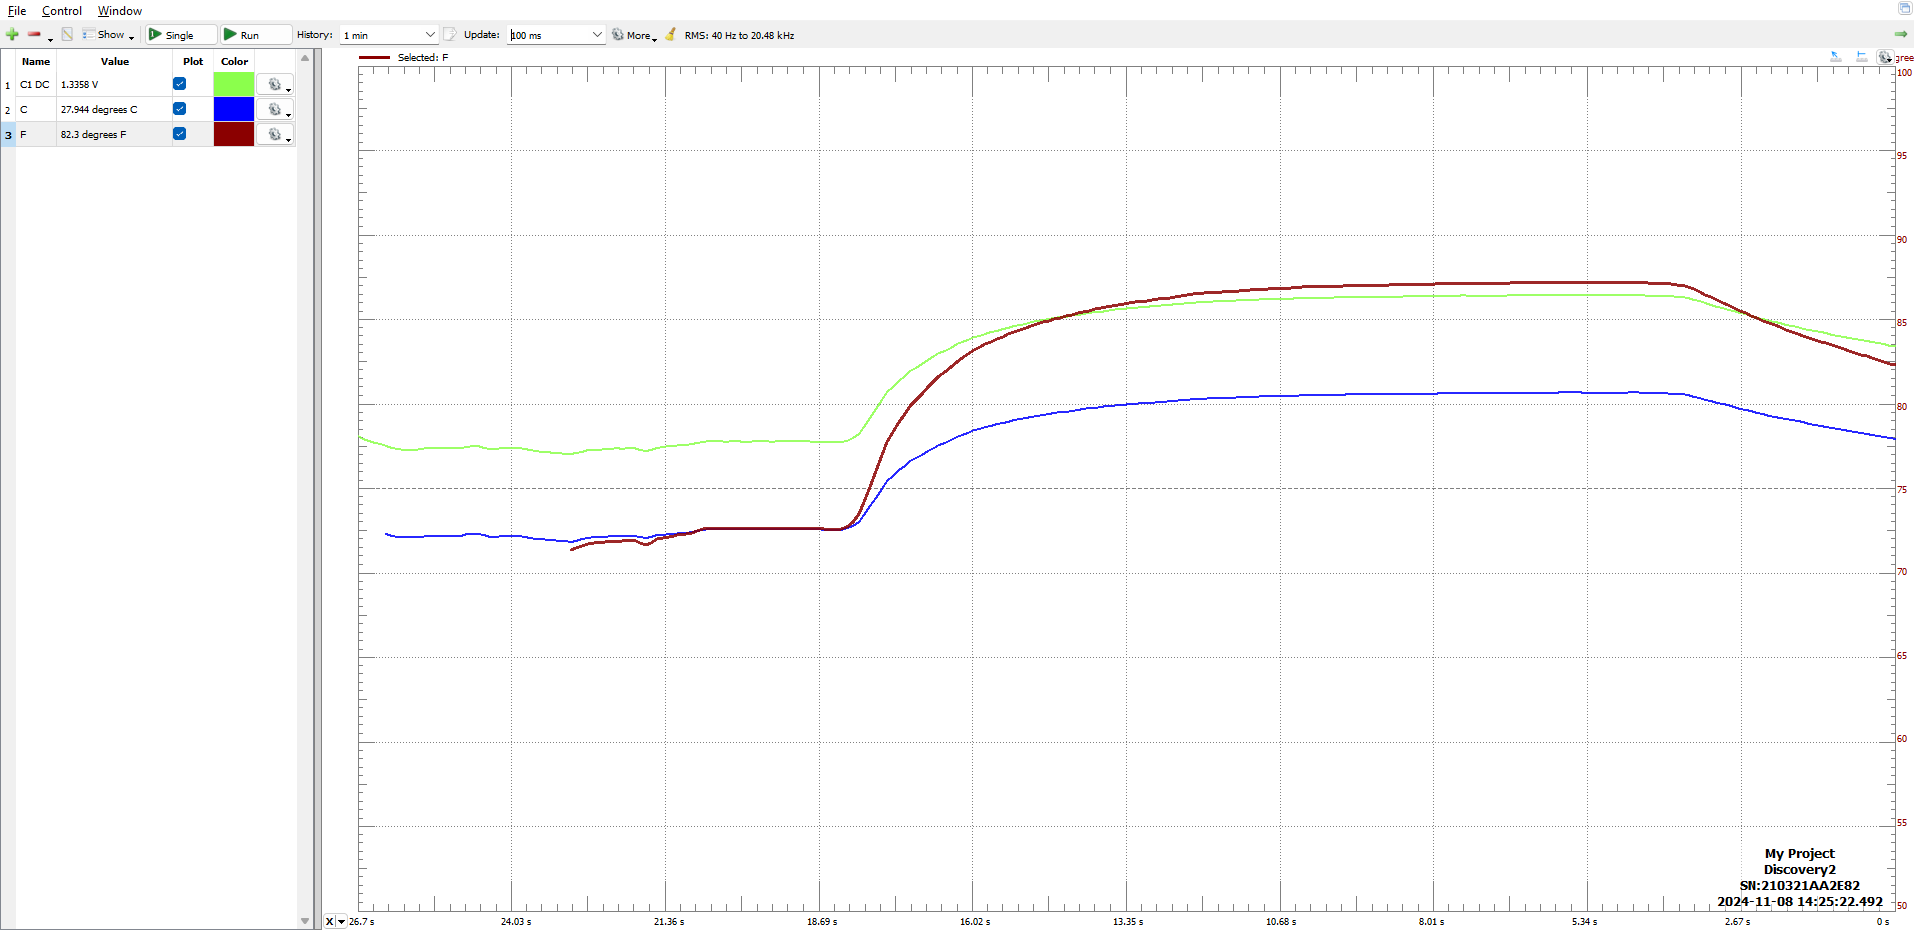 File Control Window
Show Single Run History: 1 min Update: 100 ms More RMS: 40 Hz to 20.48 kHz
Name Value Plot Color
1 C1 DC 1.3358 V
2 C 27.944 degrees C
3 F 82.3 degrees F
Selected: F
gree
100
95
90
85
80
75
70
65
60
55
50
My Project
Discovery2
SN:210321AA2E82
2024-11-08 14:25:22.492
X 26.7 s 24.03 s 21.36 s 18.69 s 16.02 s 13.35 s 10.68 s 8.01 s 5.34 s 2.67 s 0 s